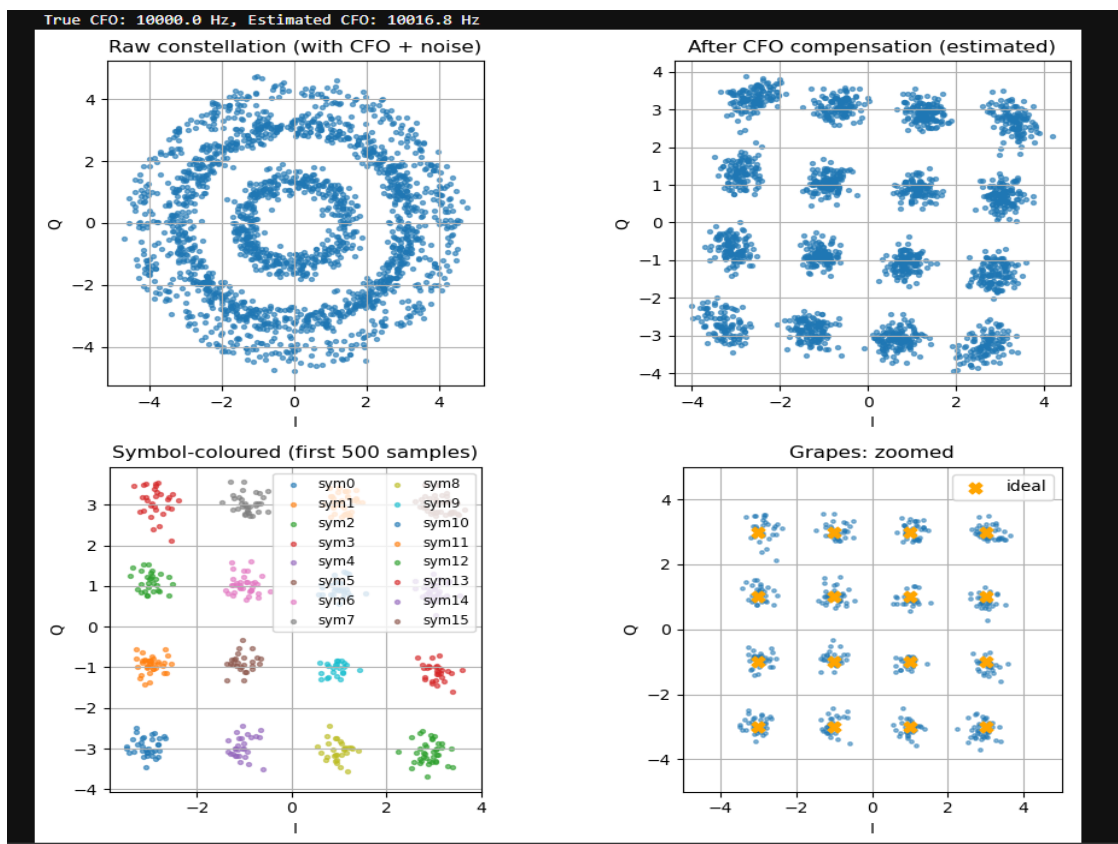 True CFO: 10000.0 Hz, Estimated CFO: 10016.8 Hz
Raw constellation (with CFO + noise)
4
2
0
−2
−4
Q
−4 −2 0 2 4
I
After CFO compensation (estimated)
4
3
2
1
0
−1
−2
−3
−4
Q
−4 −2 0 2 4
I
Symbol-coloured (first 500 samples)
3
2
1
0
−1
−2
−3
−4
Q
sym0 sym8
sym1 sym9
sym2 sym10
sym3 sym11
sym4 sym12
sym5 sym13
sym6 sym14
sym7 sym15
−2 0 2 4
I
Grapes: zoomed
ideal
4
2
0
−2
−4
Q
−4 −2 0 2 4
I